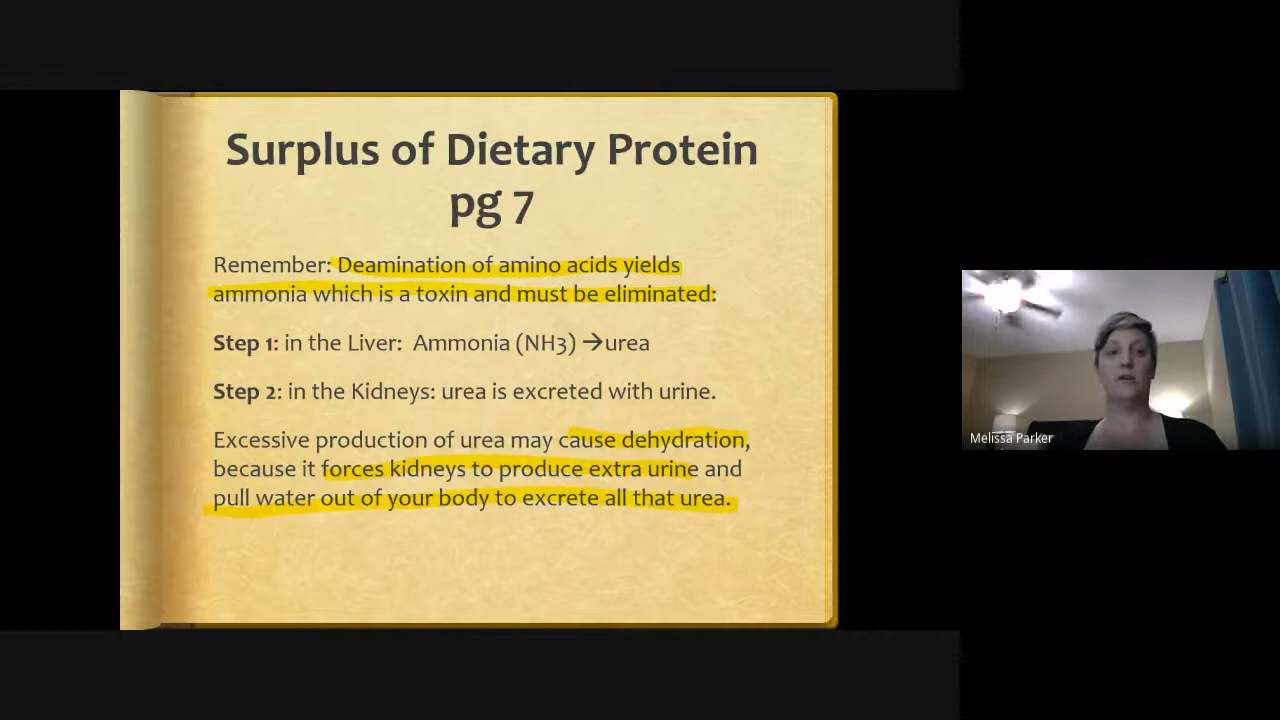 Surplus of Dietary Protein
pg 7
Remember: Deamination of amino acids yields
ammonia which is a toxin and must be eliminated:
Step 1: in the Liver: Ammonia (NH3) →urea
Step 2: in the Kidneys: urea is excreted with urine.
Excessive production of urea may cause dehydration,
because it forces kidneys to produce extra urine and
pull water out of your body to excrete all that urea.
Melissa Parker